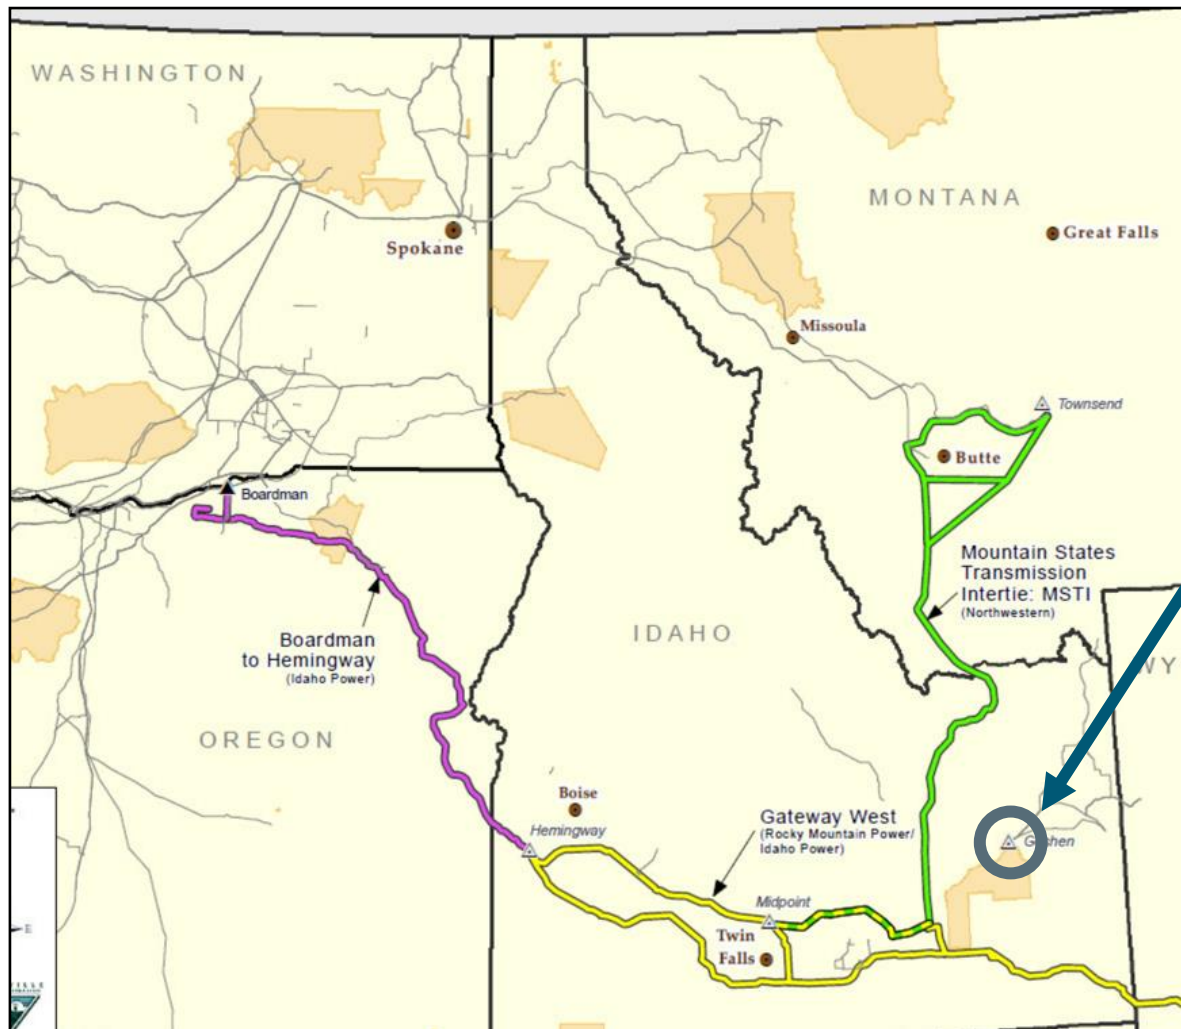 WASHINGTON
MONTANA
Great Falls
Spokane
Missoula
Townsend
Butte
Boardman
Mountain States
Transmission
Intertie: MSTI
(Northwestern)
Boardman
to Hemingway
(Idaho Power)
IDAHO
WY
OREGON
Boise
Hemingway
Gateway West
(Rocky Mountain Power/
Idaho Power)
Midpoint
Twin
Falls
E